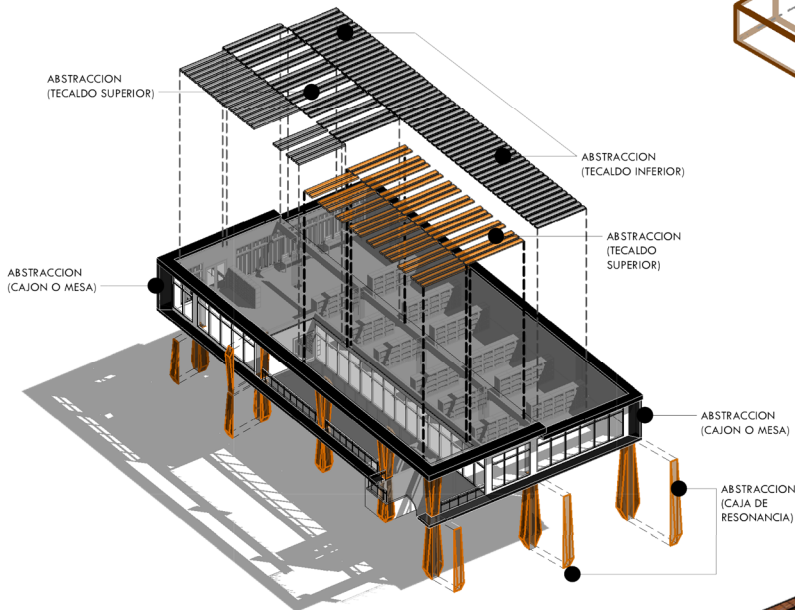 ABSTRACCION
(TECALDO SUPERIOR)
ABSTRACCION
(TECALDO INFERIOR)
ABSTRACCION
(TECALDO
SUPERIOR)
ABSTRACCION
(CAJON O MESA)
ABSTRACCION
(CAJON O MESA)
ABSTRACCION
(CAJA DE
RESONANCIA)